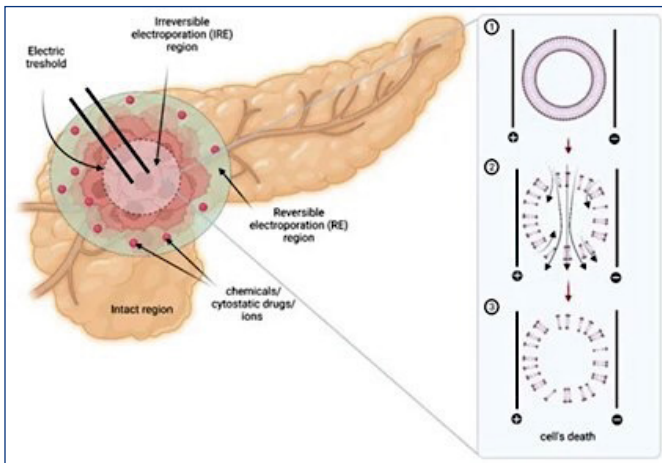 Irreversible
electroporation (IRE)
region
Electric
treshold
Reversible
electroporation (RE)
region
chemicals/
cytostatic drugs/
ions
Intact region
1
+ −
2
+ −
3
+ −
cell's death